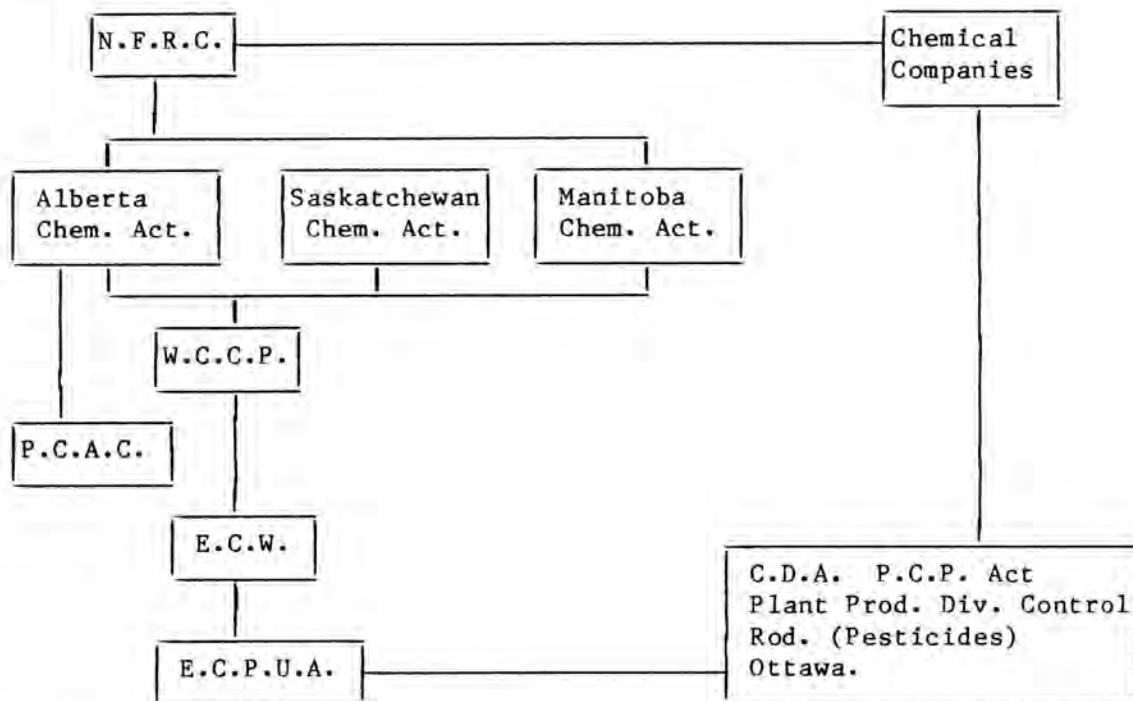 N.F.R.C.
Chemical
Companies
Alberta
Chem. Act.
Saskatchewan
Chem. Act.
Manitoba
Chem. Act.
W.C.C.P.
P.C.A.C.
E.C.W.
C.D.A. P.C.P. Act
Plant Prod. Div. Control
Rod. (Pesticides)
Ottawa.
E.C.P.U.A.